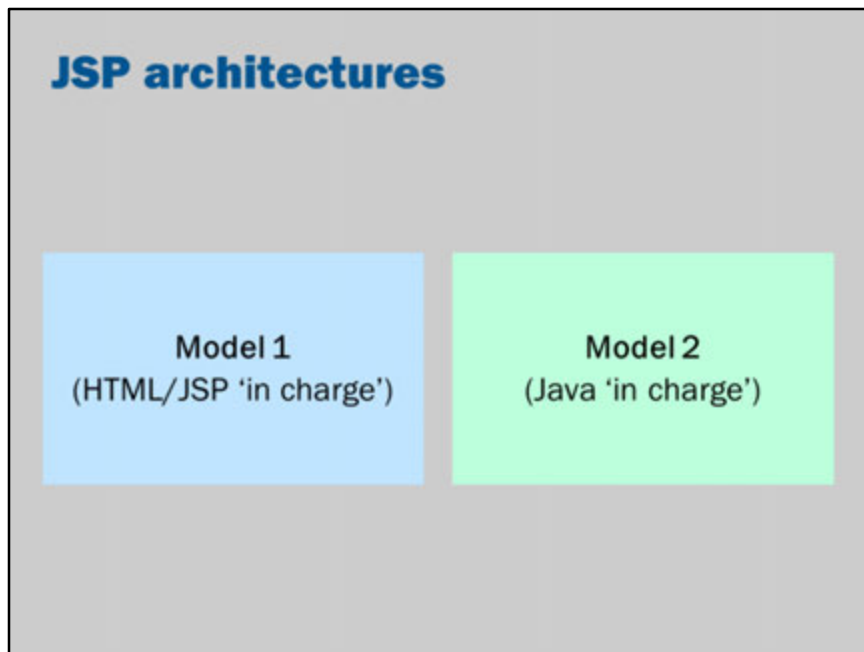 JSP architectures
Model 1
(HTML/JSP ‘in charge’)
Model 2
(Java ‘in charge’)